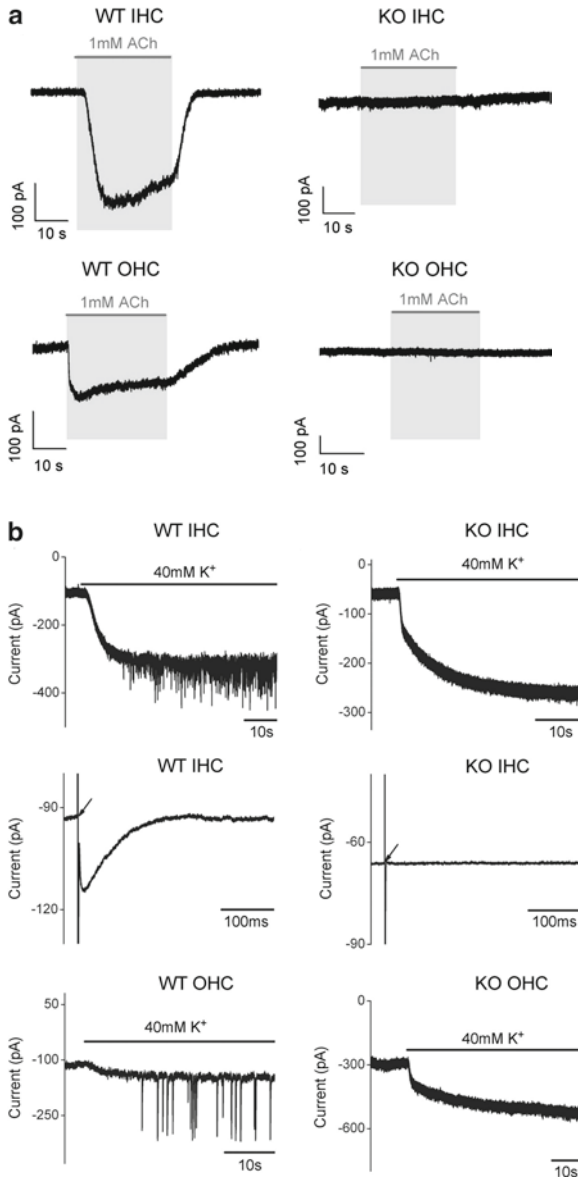 a
WT IHC
KO IHC
1mM ACh
1mM ACh
100 pA
10 s
100 pA
10 s
WT OHC
KO OHC
1mM ACh
1mM ACh
100 pA
10 s
100 pA
10 s
b
WT IHC
KO IHC
0
40mM K⁺
Current (pA)
-200
-400
10s
0
40mM K⁺
Current (pA)
-100
-200
-300
10s
WT IHC
KO IHC
Current (pA)
-90
-120
100ms
Current (pA)
-60
-90
100ms
WT OHC
KO OHC
50
40mM K⁺
Current (pA)
-100
-250
10s
0
40mM K⁺
Current (pA)
-300
-600
10s